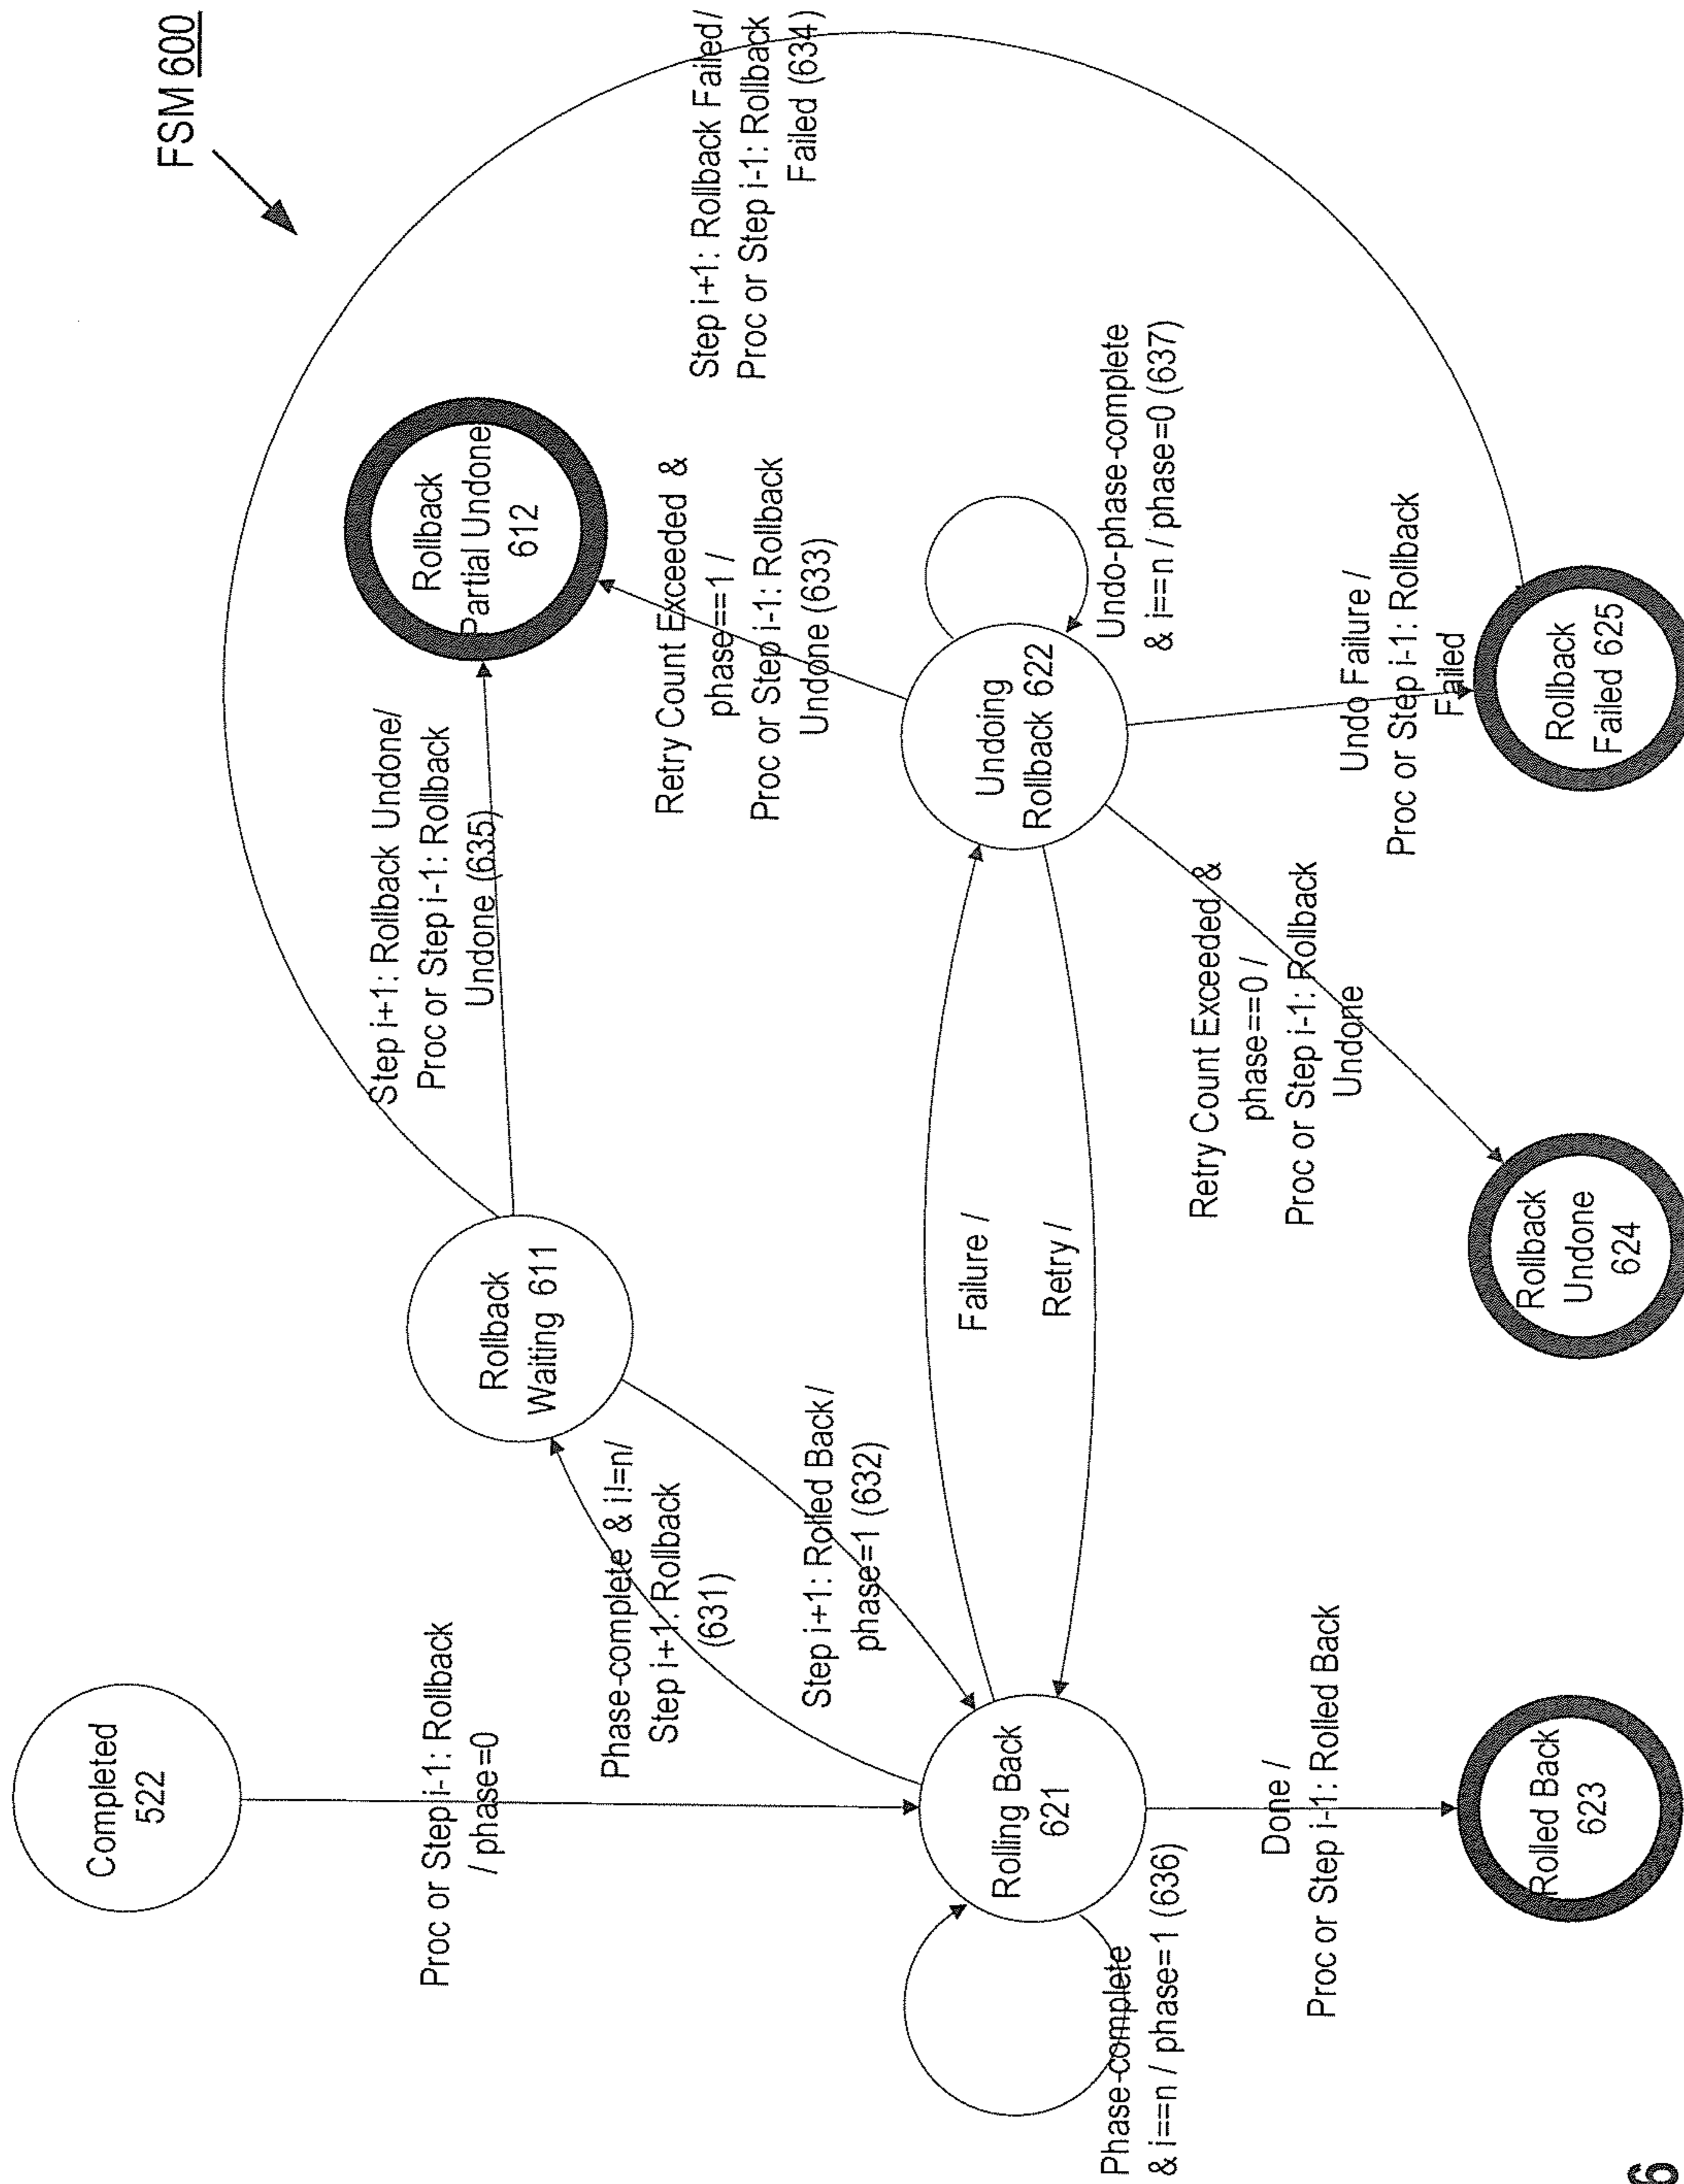 FSM 600
Completed
522
Proc or Step i-1: Rollback
/ phase=0
Rollback
Waiting 611
Step i+1: Rollback Undone/
Proc or Step i-1: Rollback
Undone (635)
Rollback
Partial Undone
612
Step i+1: Rollback Failed/
Proc or Step i-1: Rollback
Failed (634)
Phase-complete & i!=n/
Step i+1: Rollback
(631)
Step i+1: Rolled Back /
phase=1 (632)
Retry Count Exceeded &
phase==1 /
Proc or Step i-1: Rollback
Undone (633)
Rolling Back
621
Failure /
Retry /
Undoing
Rollback 622
Undo-phase-complete
& i==n / phase=0 (637)
Phase-complete
& i==n / phase=1 (636)
Done /
Proc or Step i-1: Rolled Back
Retry Count Exceeded &
phase==0 /
Proc or Step i-1: Rollback
Undone
Undo Failure /
Proc or Step i-1: Rollback
Failed
Rolled Back
623
Rollback
Undone
624
Rollback
Failed 625
6